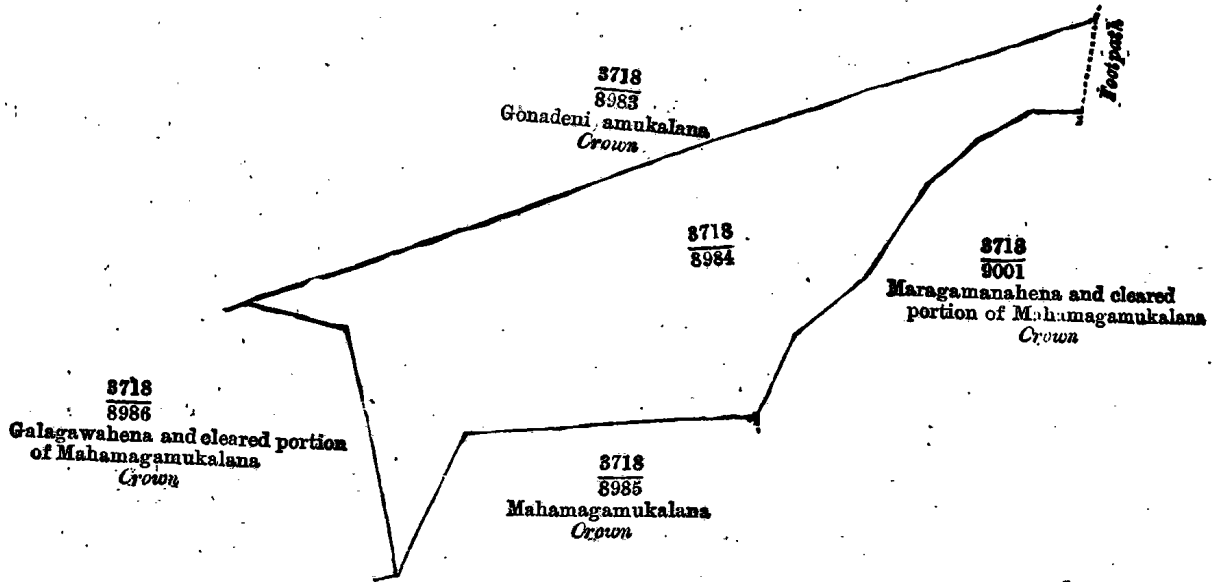 Footpath
3718
8983
Gonadeni amukalana
Crown
3718
8984
3718
9001
Maragamanahena and cleared
portion of Mahamagamukalana
Crown
3718
8986
Galagawahena and cleared portion
of Mahamagamukalana
Crown
3718
8985
Mahamagamukalana
Crown